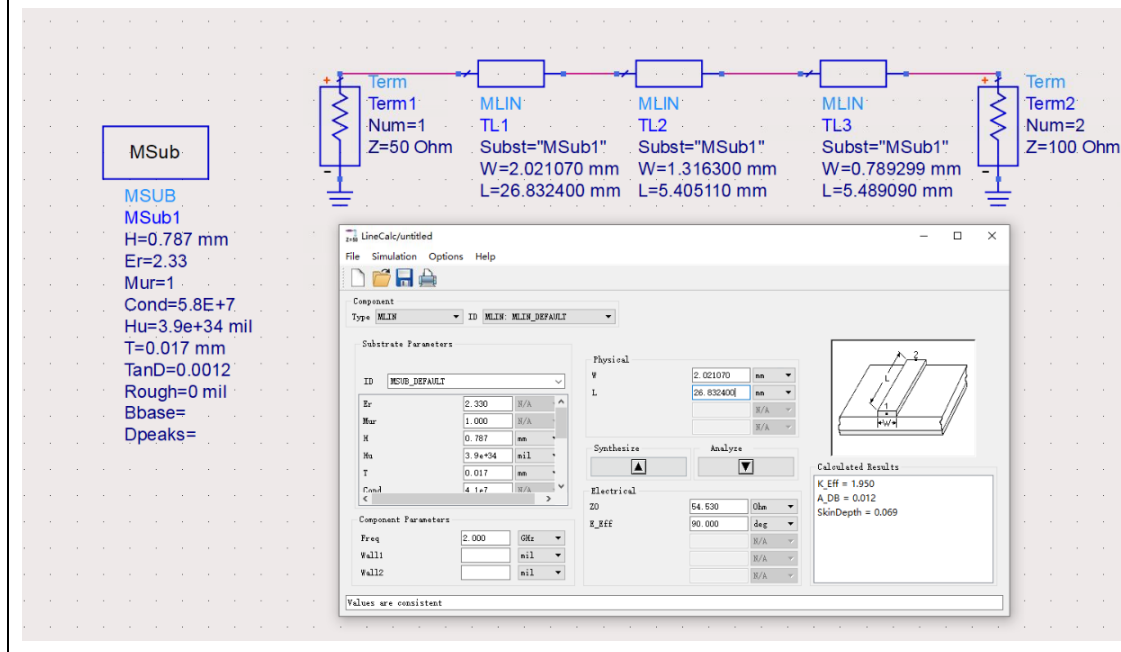 Term
Term1
Num=1
Z=50 Ohm
MLIN
TL1
Subst="MSub1"
W=2.021070 mm
L=26.832400 mm
MLIN
TL2
Subst="MSub1"
W=1.316300 mm
L=5.405110 mm
MLIN
TL3
Subst="MSub1"
W=0.789299 mm
L=5.489090 mm
Term
Term2
Num=2
Z=100 Ohm
MSub
MSUB
MSub1
H=0.787 mm
Er=2.33
Mur=1
Cond=5.8E+7
Hu=3.9e+34 mil
T=0.017 mm
TanD=0.0012
Rough=0 mil
Bbase=
Dpeaks=
LineCalc/untitled
File Simulation Options Help
Component
Type MLIN ID MLIN: MLIN_DEFAULT
Substrate Parameters
ID MSUB_DEFAULT
Er 2.330 N/A
Mur 1.000 N/A
H 0.787 mm
Hu 3.9e+34 mil
T 0.017 mm
Cond 4.1e7 N/A
Component Parameters
Freq 2.000 GHz
Wall1 mil
Wall2 mil
Physical
W 2.021070 mm
L 26.832400 mm
N/A
N/A
Synthesize Analyze
Electrical
Z0 54.530 Ohm
E_Eff 90.000 deg
N/A
N/A
N/A
2
L
1
W
Calculated Results
K_Eff = 1.950
A_DB = 0.012
SkinDepth = 0.069
Values are consistent